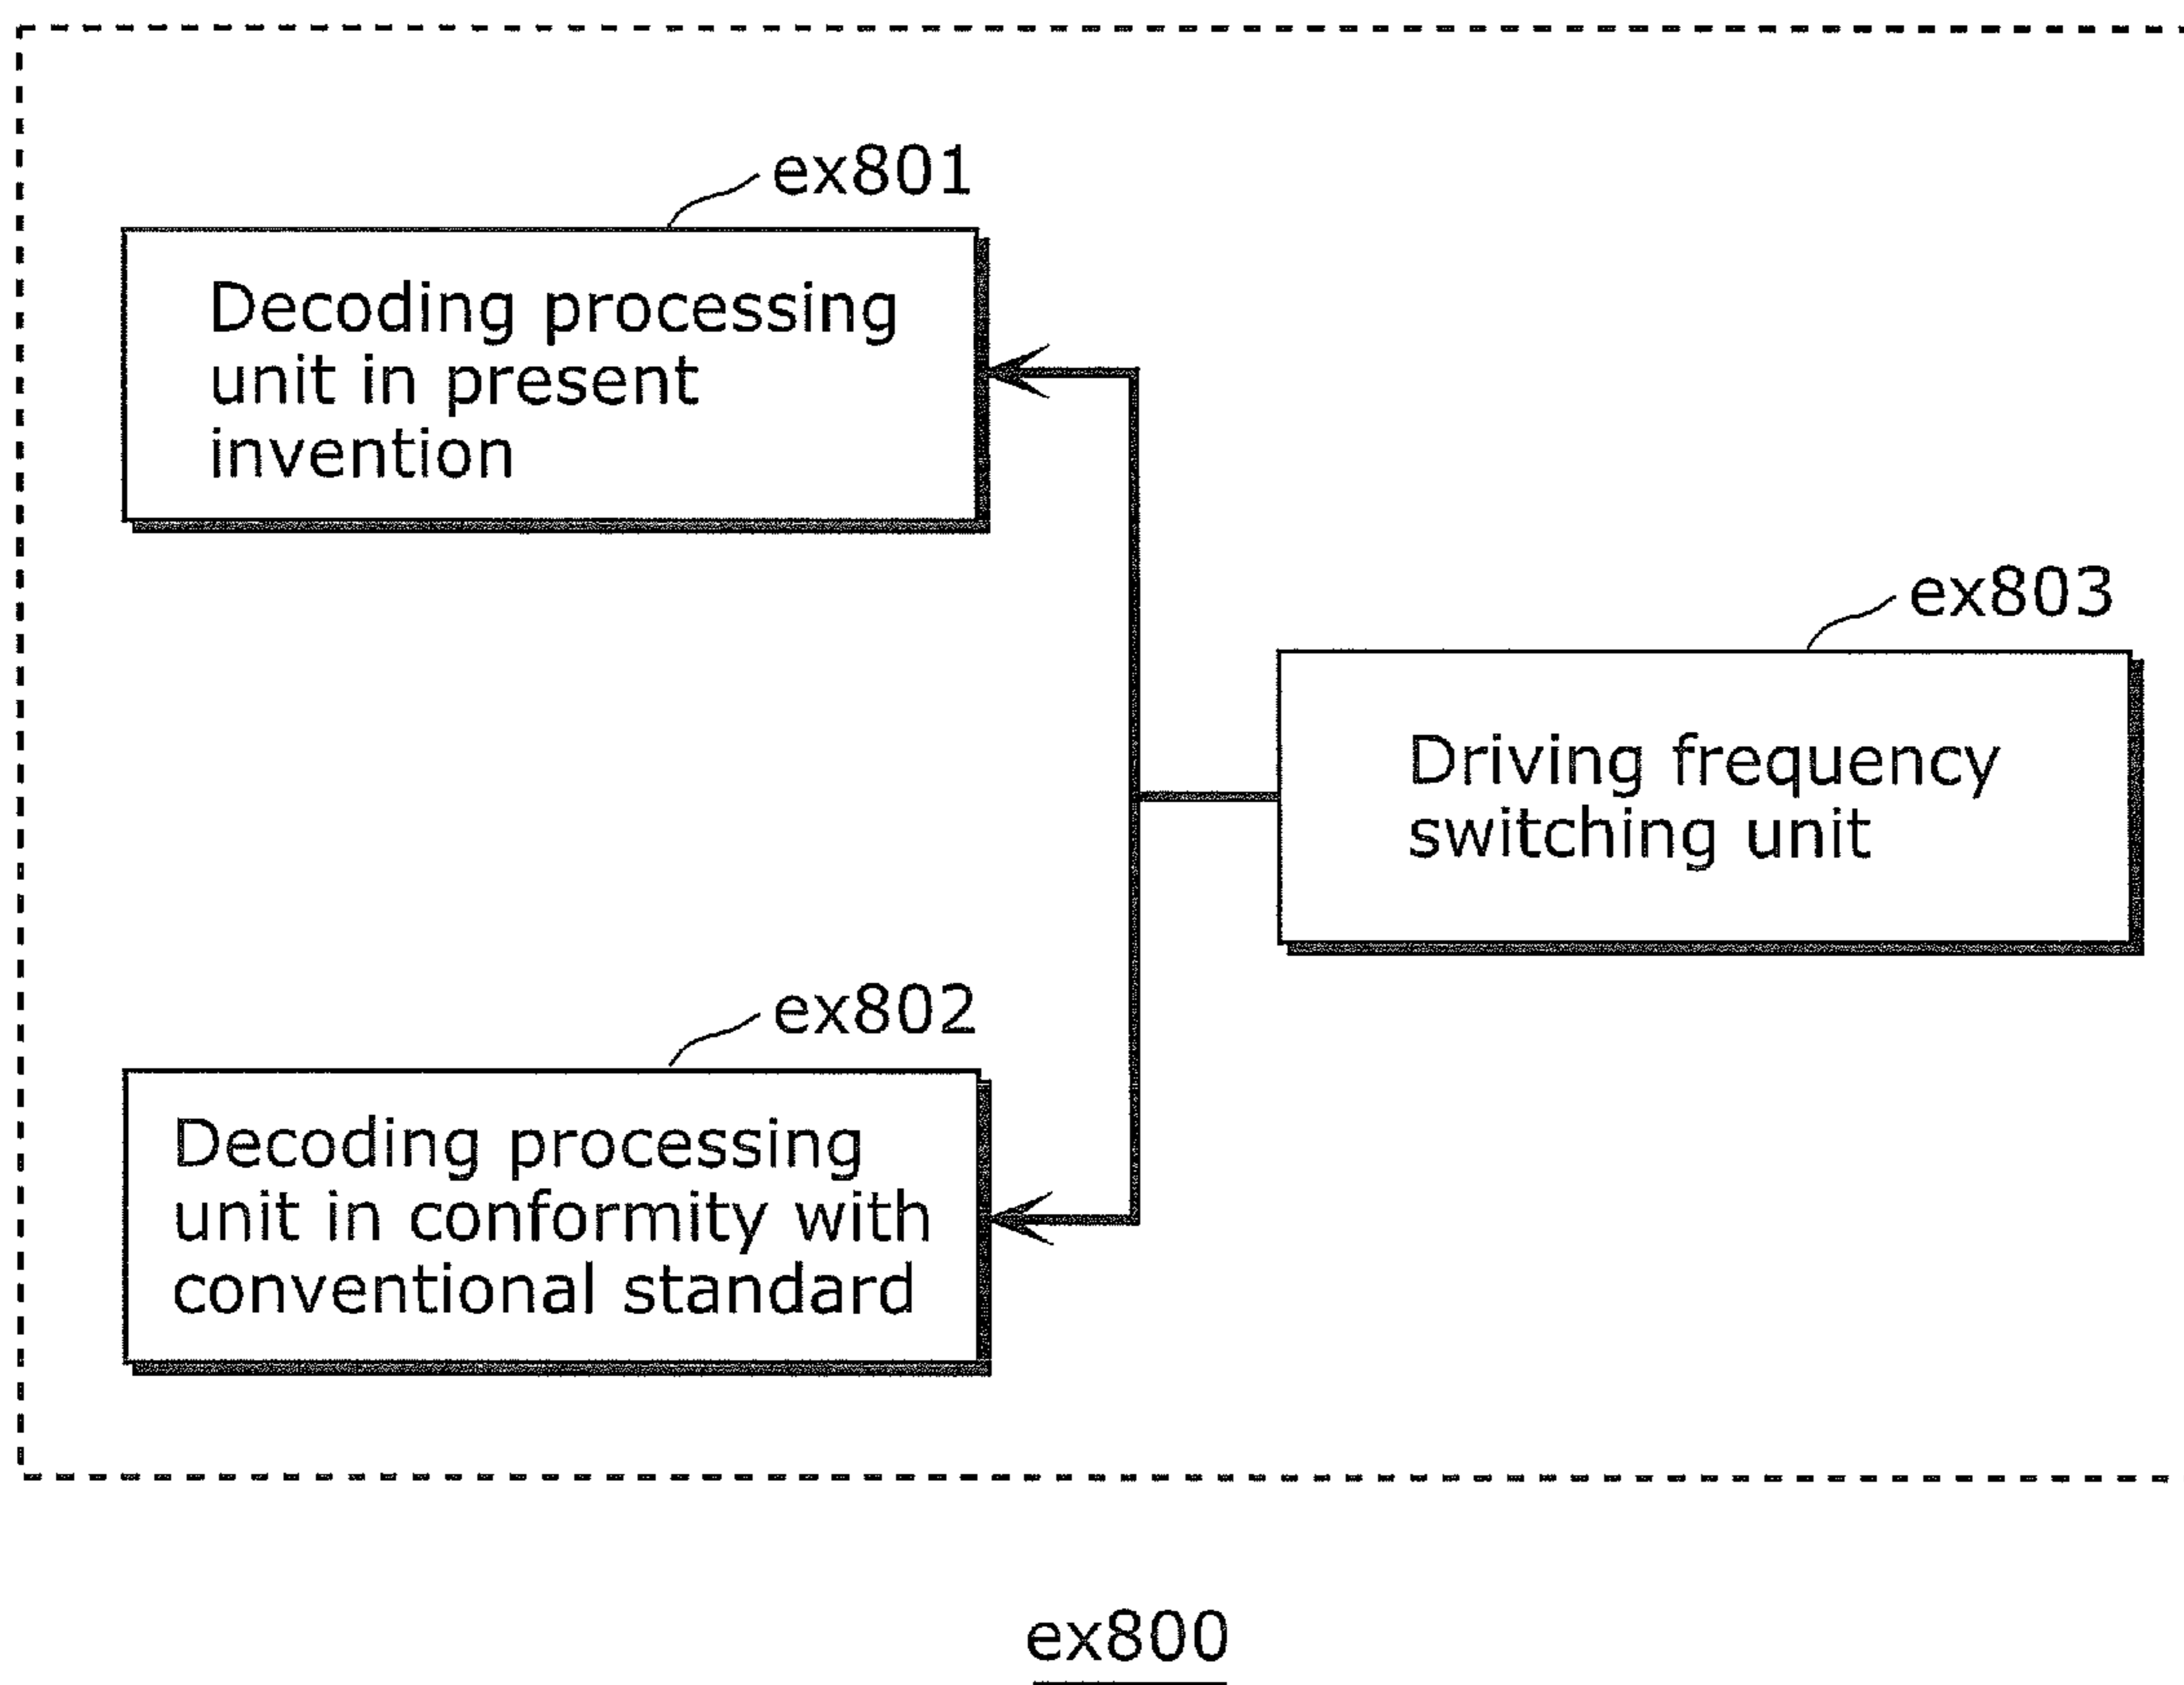 ex801
Decoding processing
unit in present
invention
ex803
Driving frequency
switching unit
ex802
Decoding processing
unit in conformity with
conventional standard
ex800